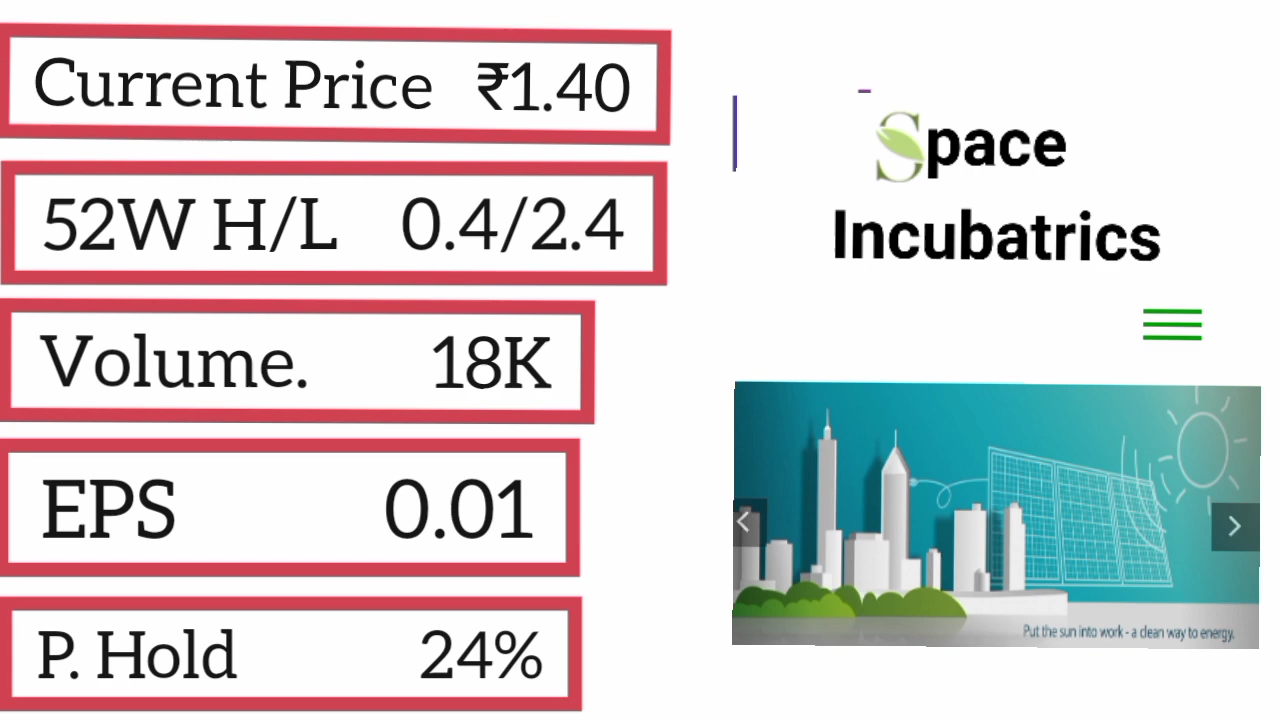 Current Price ₹1.40
52W H/L 0.4/2.4
Volume. 18K
EPS 0.01
P. Hold 24%
Space
Incubatrics
Put the sun into work - a clean way to energy.